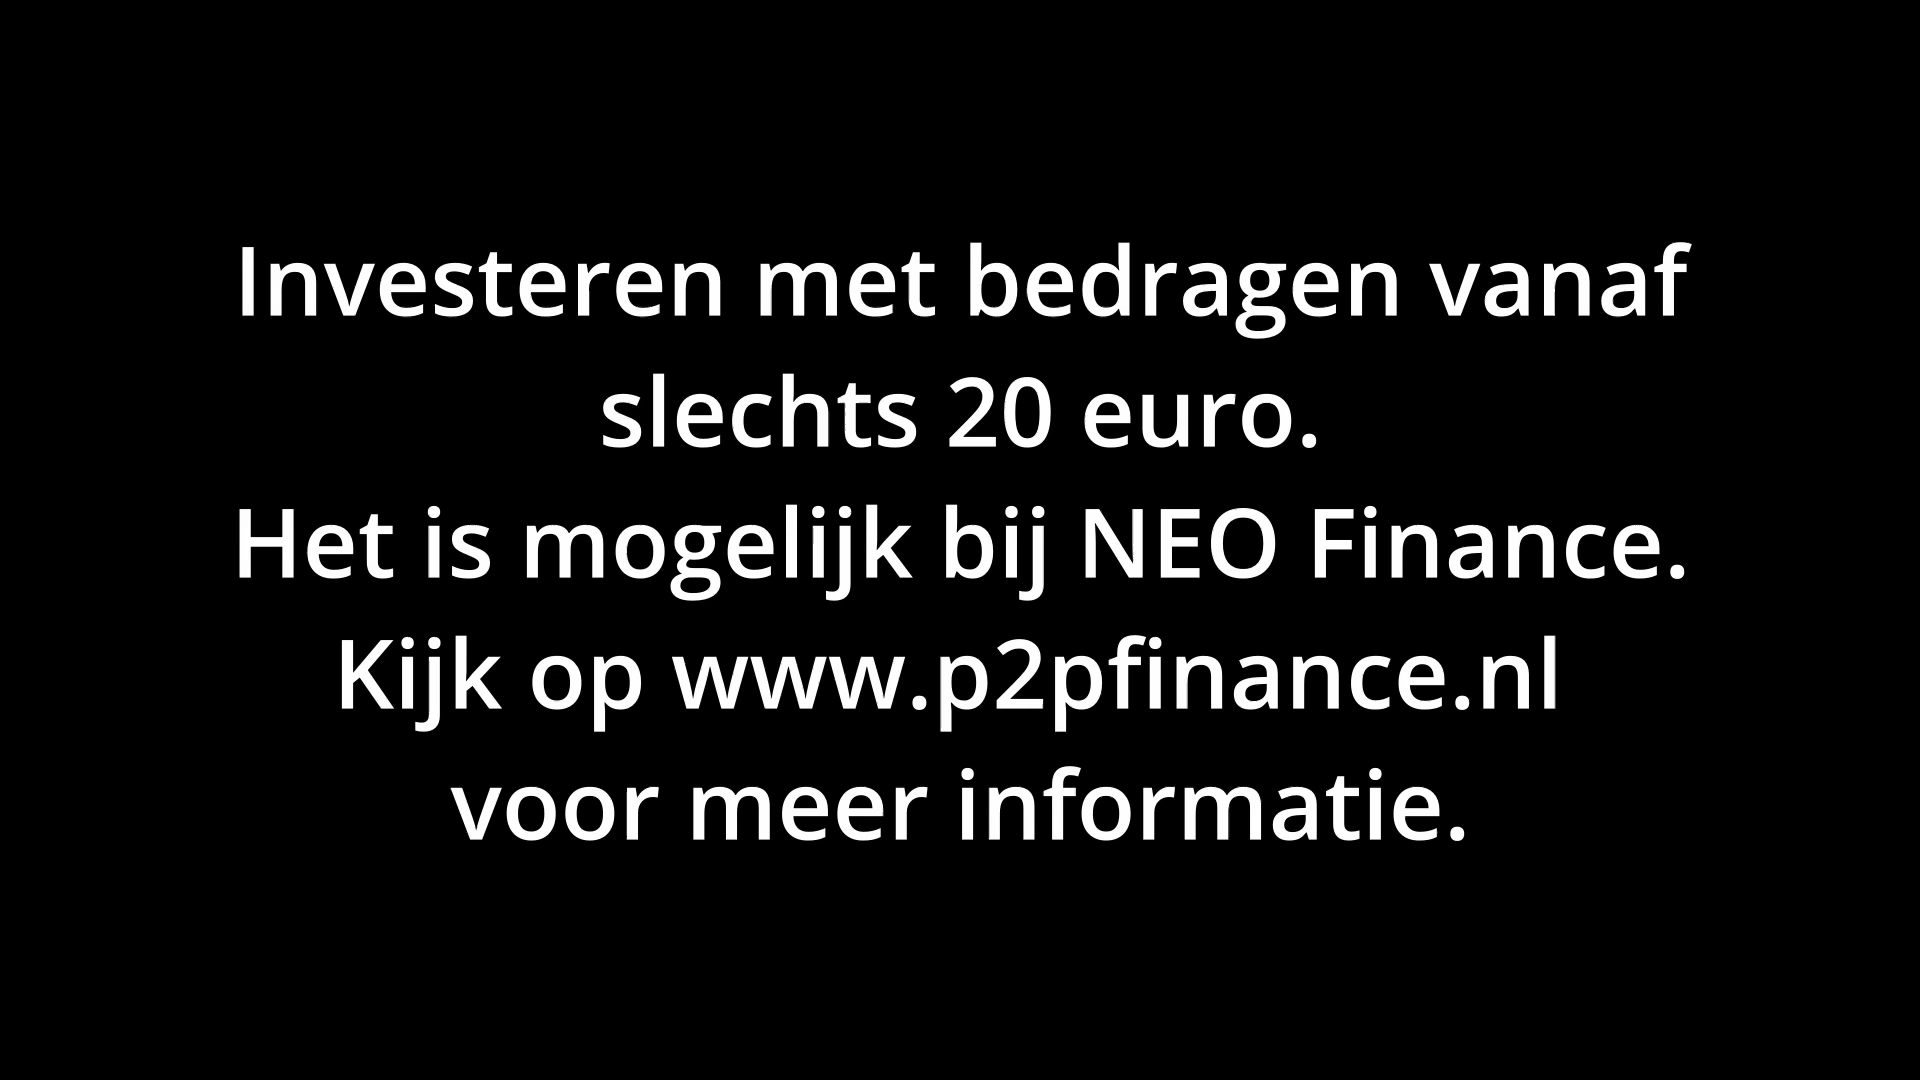 Investeren met bedragen vanaf
slechts 20 euro.
Het is mogelijk bij NEO Finance.
Kijk op www.p2pfinance.nl
voor meer informatie.